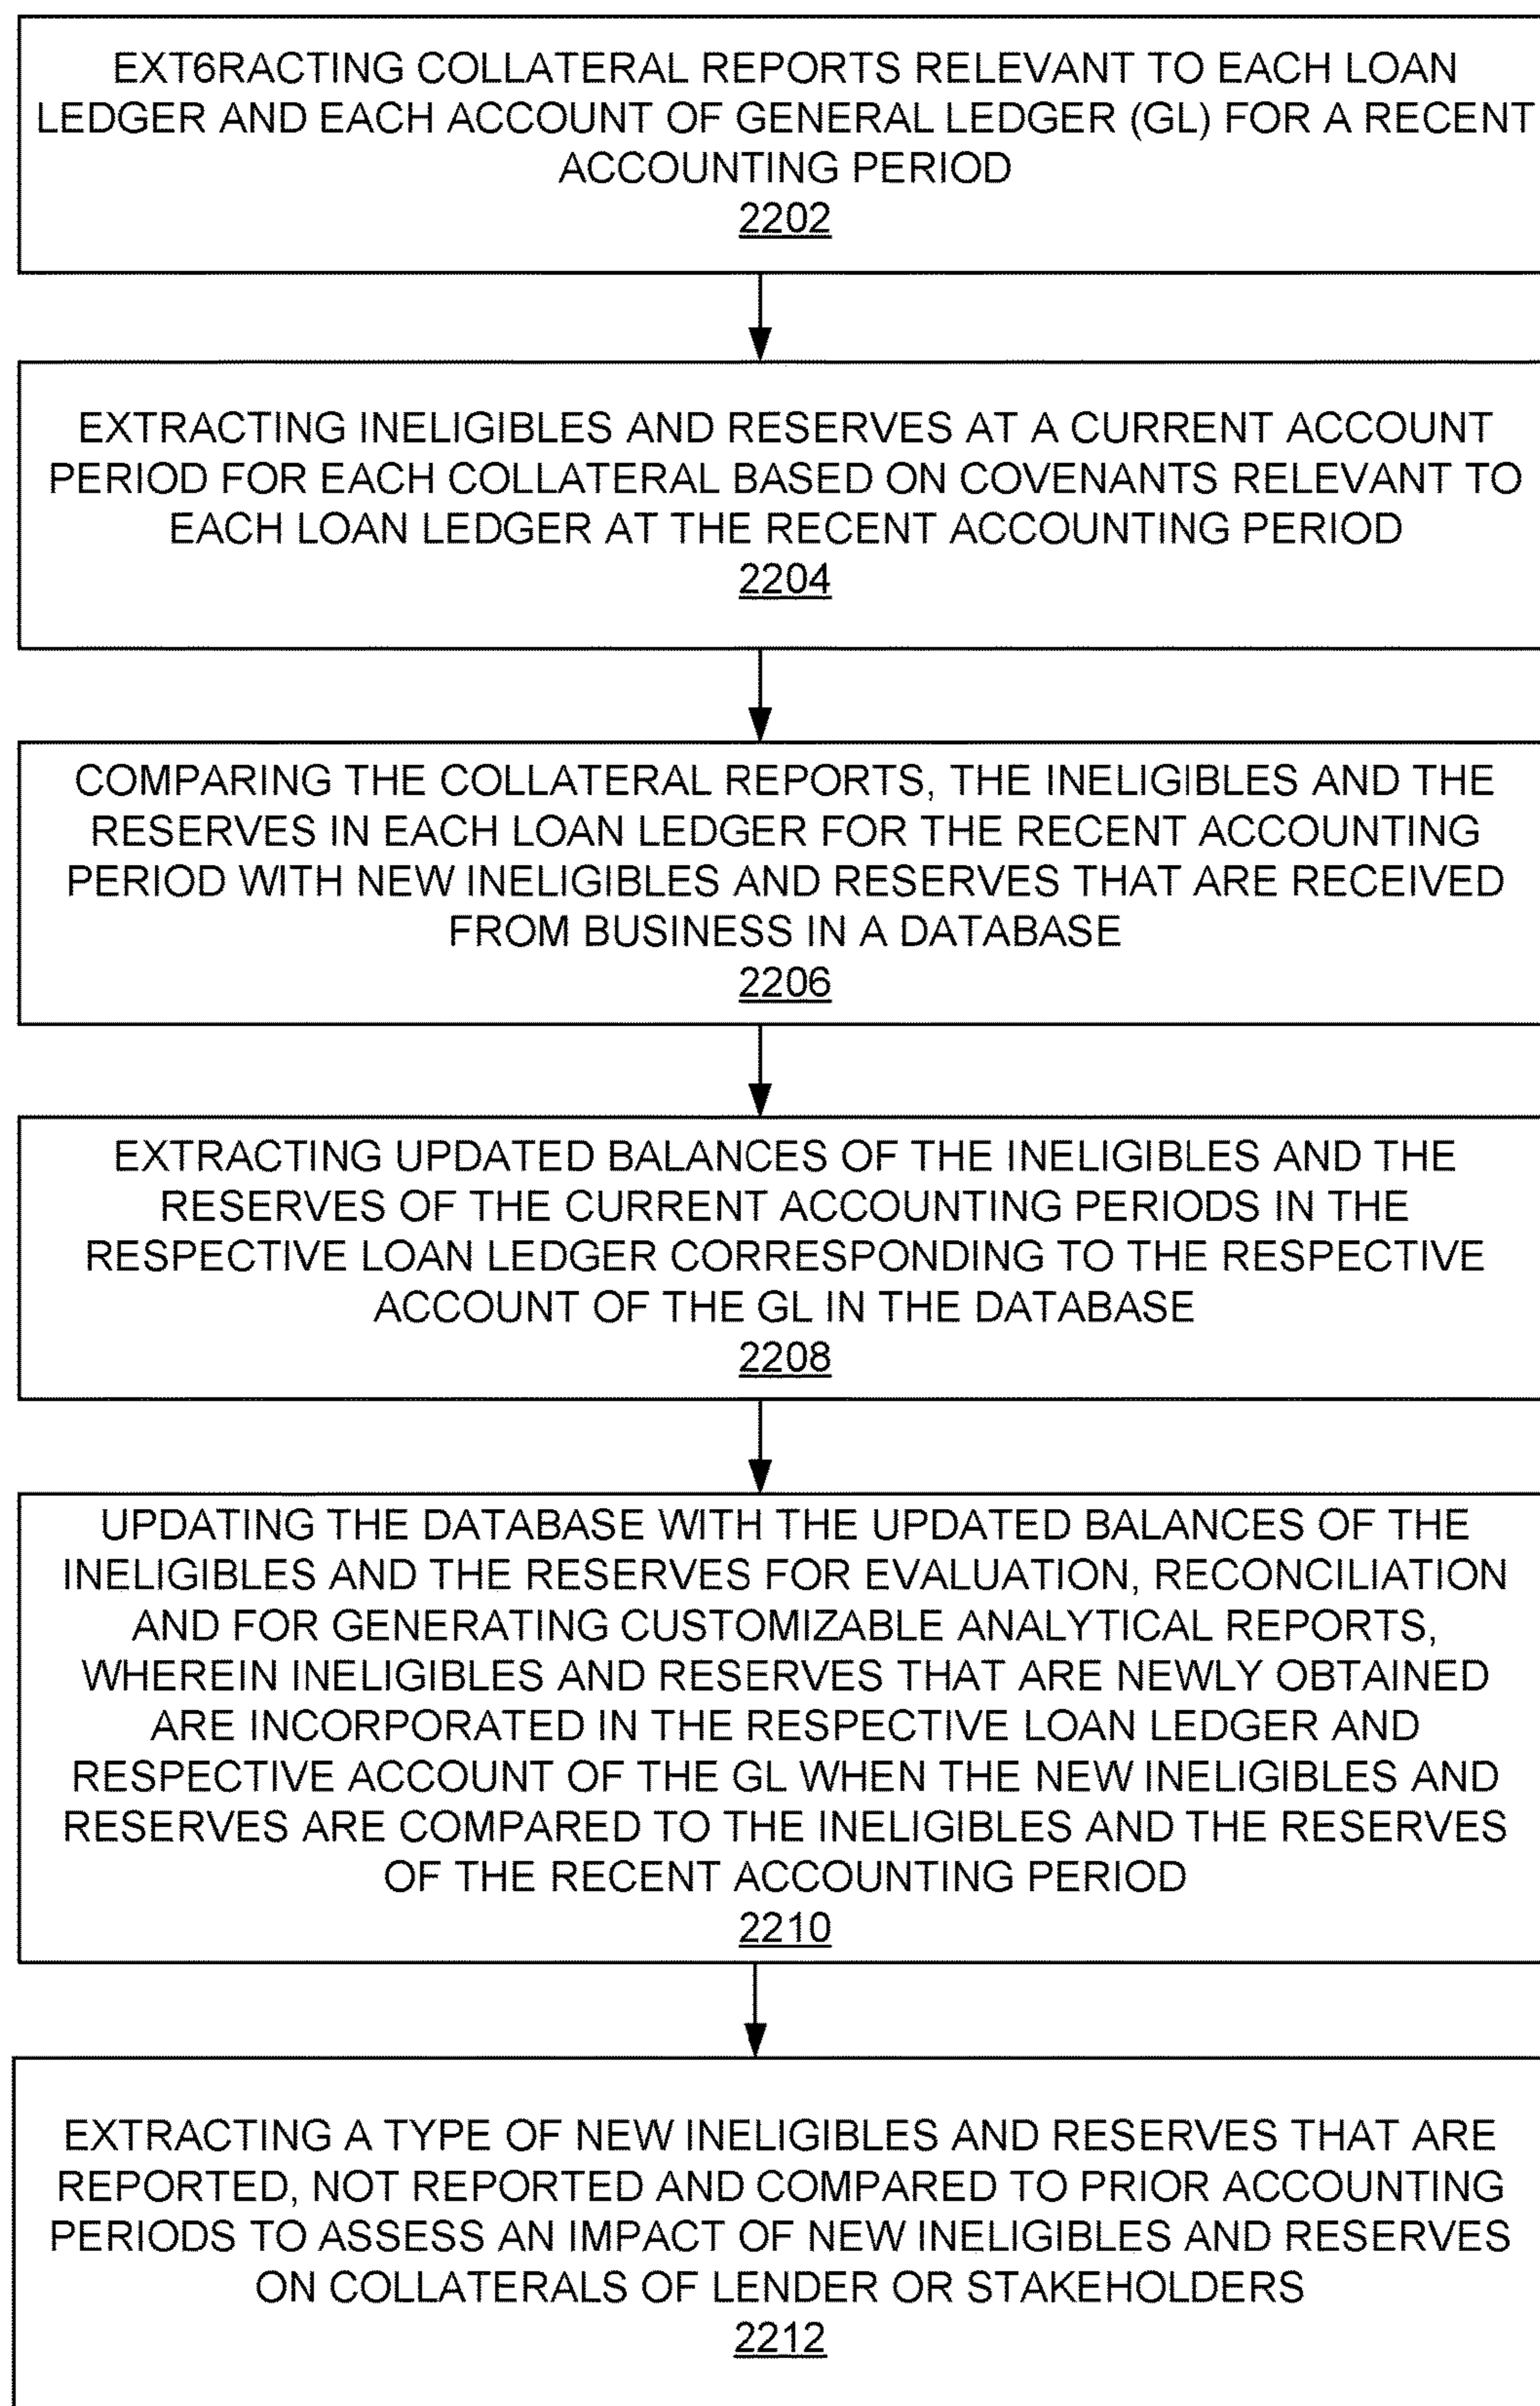 EXT6RACTING COLLATERAL REPORTS RELEVANT TO EACH LOAN
LEDGER AND EACH ACCOUNT OF GENERAL LEDGER (GL) FOR A RECENT
ACCOUNTING PERIOD
2202
EXTRACTING INELIGIBLES AND RESERVES AT A CURRENT ACCOUNT
PERIOD FOR EACH COLLATERAL BASED ON COVENANTS RELEVANT TO
EACH LOAN LEDGER AT THE RECENT ACCOUNTING PERIOD
2204
COMPARING THE COLLATERAL REPORTS, THE INELIGIBLES AND THE
RESERVES IN EACH LOAN LEDGER FOR THE RECENT ACCOUNTING
PERIOD WITH NEW INELIGIBLES AND RESERVES THAT ARE RECEIVED
FROM BUSINESS IN A DATABASE
2206
EXTRACTING UPDATED BALANCES OF THE INELIGIBLES AND THE
RESERVES OF THE CURRENT ACCOUNTING PERIODS IN THE
RESPECTIVE LOAN LEDGER CORRESPONDING TO THE RESPECTIVE
ACCOUNT OF THE GL IN THE DATABASE
2208
UPDATING THE DATABASE WITH THE UPDATED BALANCES OF THE
INELIGIBLES AND THE RESERVES FOR EVALUATION, RECONCILIATION
AND FOR GENERATING CUSTOMIZABLE ANALYTICAL REPORTS,
WHEREIN INELIGIBLES AND RESERVES THAT ARE NEWLY OBTAINED
ARE INCORPORATED IN THE RESPECTIVE LOAN LEDGER AND
RESPECTIVE ACCOUNT OF THE GL WHEN THE NEW INELIGIBLES AND
RESERVES ARE COMPARED TO THE INELIGIBLES AND THE RESERVES
OF THE RECENT ACCOUNTING PERIOD
2210
EXTRACTING A TYPE OF NEW INELIGIBLES AND RESERVES THAT ARE
REPORTED, NOT REPORTED AND COMPARED TO PRIOR ACCOUNTING
PERIODS TO ASSESS AN IMPACT OF NEW INELIGIBLES AND RESERVES
ON COLLATERALS OF LENDER OR STAKEHOLDERS
2212